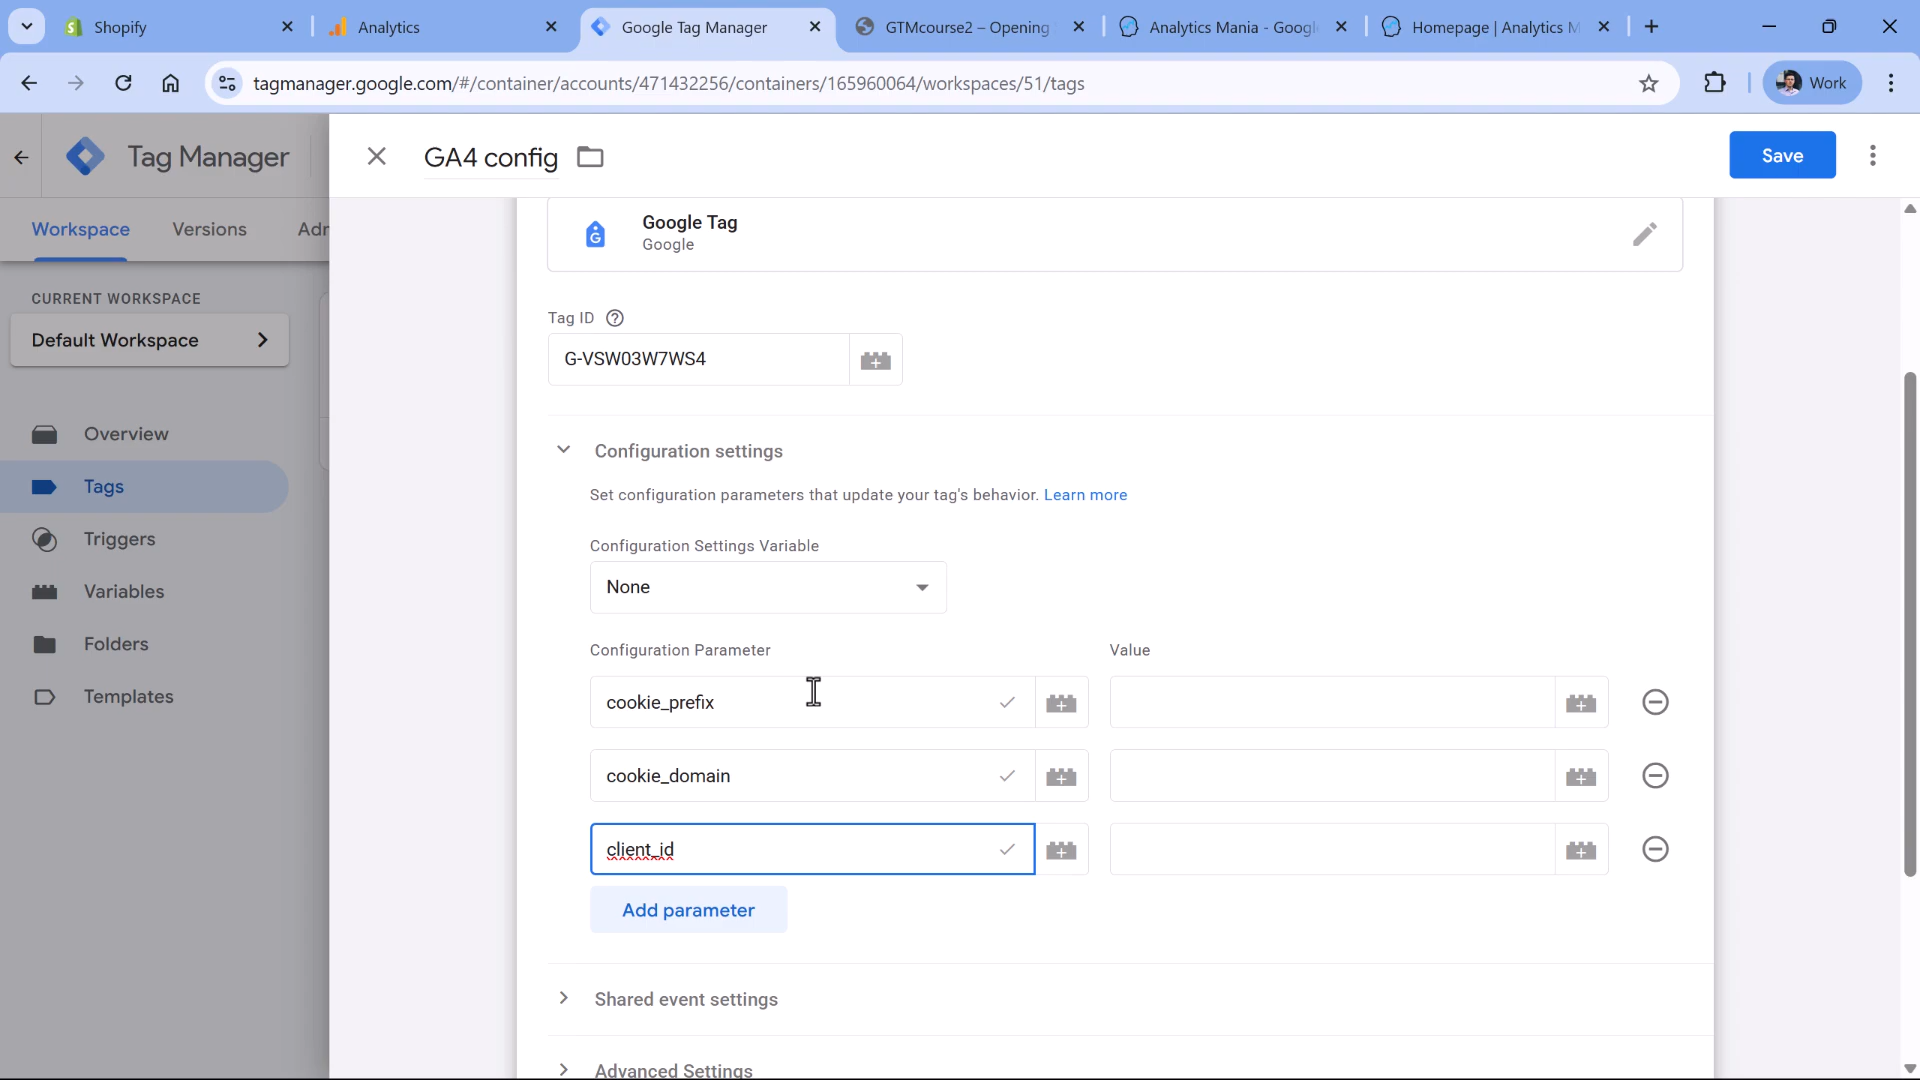 Shopify
Analytics
Google Tag Manager
GTMcourse2 – Opening
Analytics Mania - Googl
Homepage | Analytics M
tagmanager.google.com/#/container/accounts/471432256/containers/165960064/workspaces/51/tags
Work
Tag Manager
GA4 config
Save
Workspace
Versions
Adr
Google Tag
Google
CURRENT WORKSPACE
Default Workspace
Tag ID
G-VSW03W7WS4
Overview
Tags
Triggers
Variables
Folders
Templates
Configuration settings
Set configuration parameters that update your tag's behavior. Learn more
Configuration Settings Variable
None
Configuration Parameter
Value
cookie_prefix
cookie_domain
client_id
Add parameter
Shared event settings
Advanced Settings